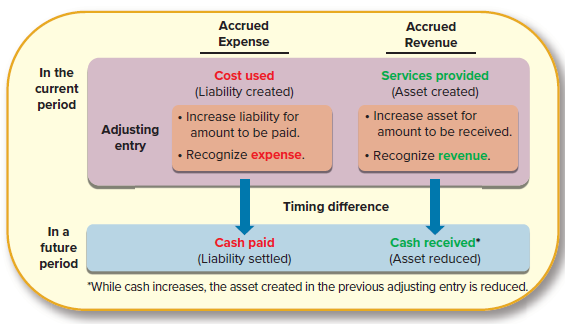 Accrued
Expense
Accrued
Revenue
In the
current
period
Cost used
(Liability created)
Services provided
(Asset created)
Adjusting
entry
• Increase liability for
amount to be paid.
• Recognize expense.
• Increase asset for
amount to be received.
• Recognize revenue.
Timing difference
In a
future
period
Cash paid
(Liability settled)
Cash received*
(Asset reduced)
*While cash increases, the asset created in the previous adjusting entry is reduced.